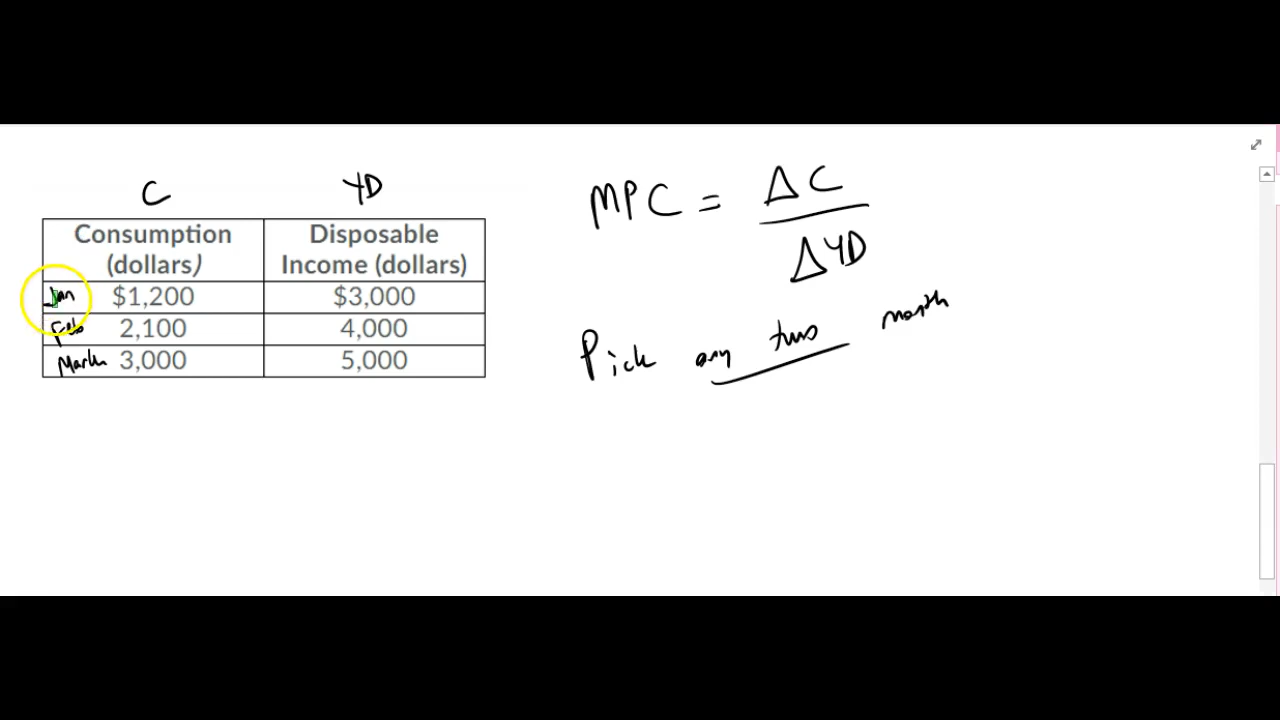 C YD
MPC = ΔC
ΔYD
Consumption (dollars) Disposable Income (dollars)
Jan $1,200 $3,000
Feb 2,100 4,000
March 3,000 5,000
Pick any two month